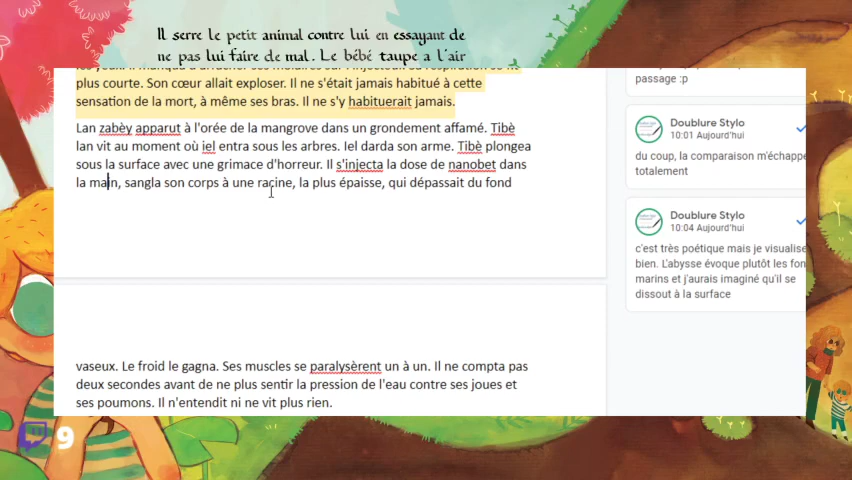 Il serre le petit animal contre lui en essayant de
ne pas lui faire de mal. Le bébé taupe a l'air
plus courte. Son cœur allait exploser. Il ne s'était jamais habitué à cette
sensation de la mort, à même ses bras. Il ne s'y habituerait jamais.
Lan zabèy apparut à l'orée de la mangrove dans un grondement affamé. Tibè
lan vit au moment où iel entra sous les arbres. Iel darda son arme. Tibè plongea
sous la surface avec une grimace d'horreur. Il s'injecta la dose de nanobet dans
la main, sangla son corps à une racine, la plus épaisse, qui dépassait du fond
vaseux. Le froid le gagna. Ses muscles se paralysèrent un à un. Il ne compta pas
deux secondes avant de ne plus sentir la pression de l'eau contre ses joues et
ses poumons. Il n'entendit ni ne vit plus rien.
passage :p
Doublure Stylo
10:01 Aujourd'hui
du coup, la comparaison m'échappe
totalement
Doublure Stylo
10:04 Aujourd'hui
c'est très poétique mais je visualise
bien. L'abysse évoque plutôt les fon
marins et j'aurais imaginé qu'il se
dissout à la surface
9